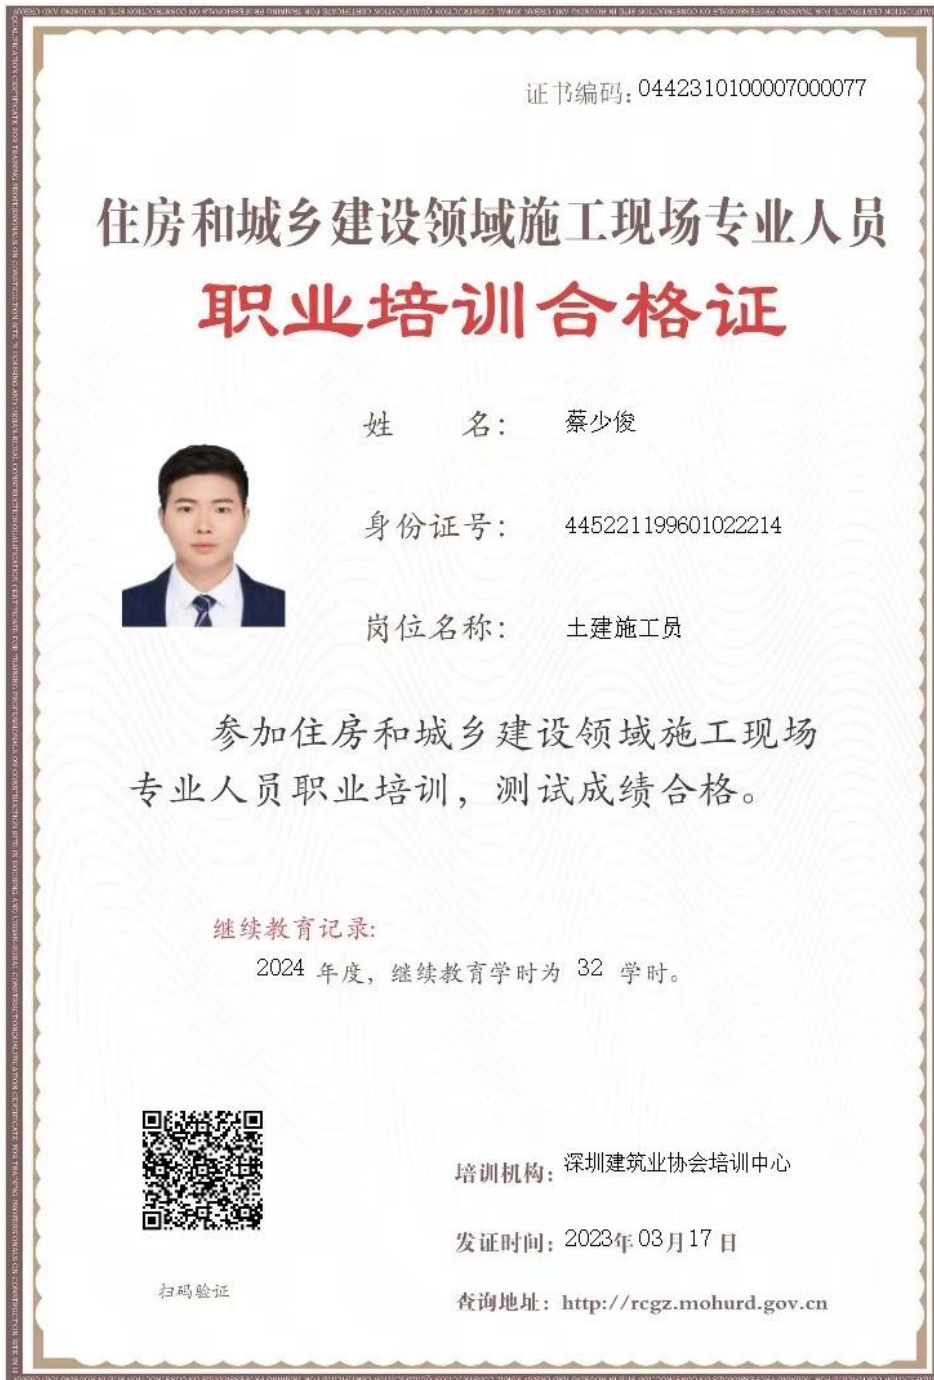 证书编码：0442310100007000077
住房和城乡建设领域施工现场专业人员
职业培训合格证
姓 名： 蔡少俊
身份证号： 445221199601022214
岗位名称： 土建施工员
参加住房和城乡建设领域施工现场
专业人员职业培训，测试成绩合格。
继续教育记录:
2024 年度，继续教育学时为 32 学时。
培训机构：深圳建筑业协会培训中心
发证时间：2023年03月17日
扫码验证
查询地址：http://rcgz.mohurd.gov.cn